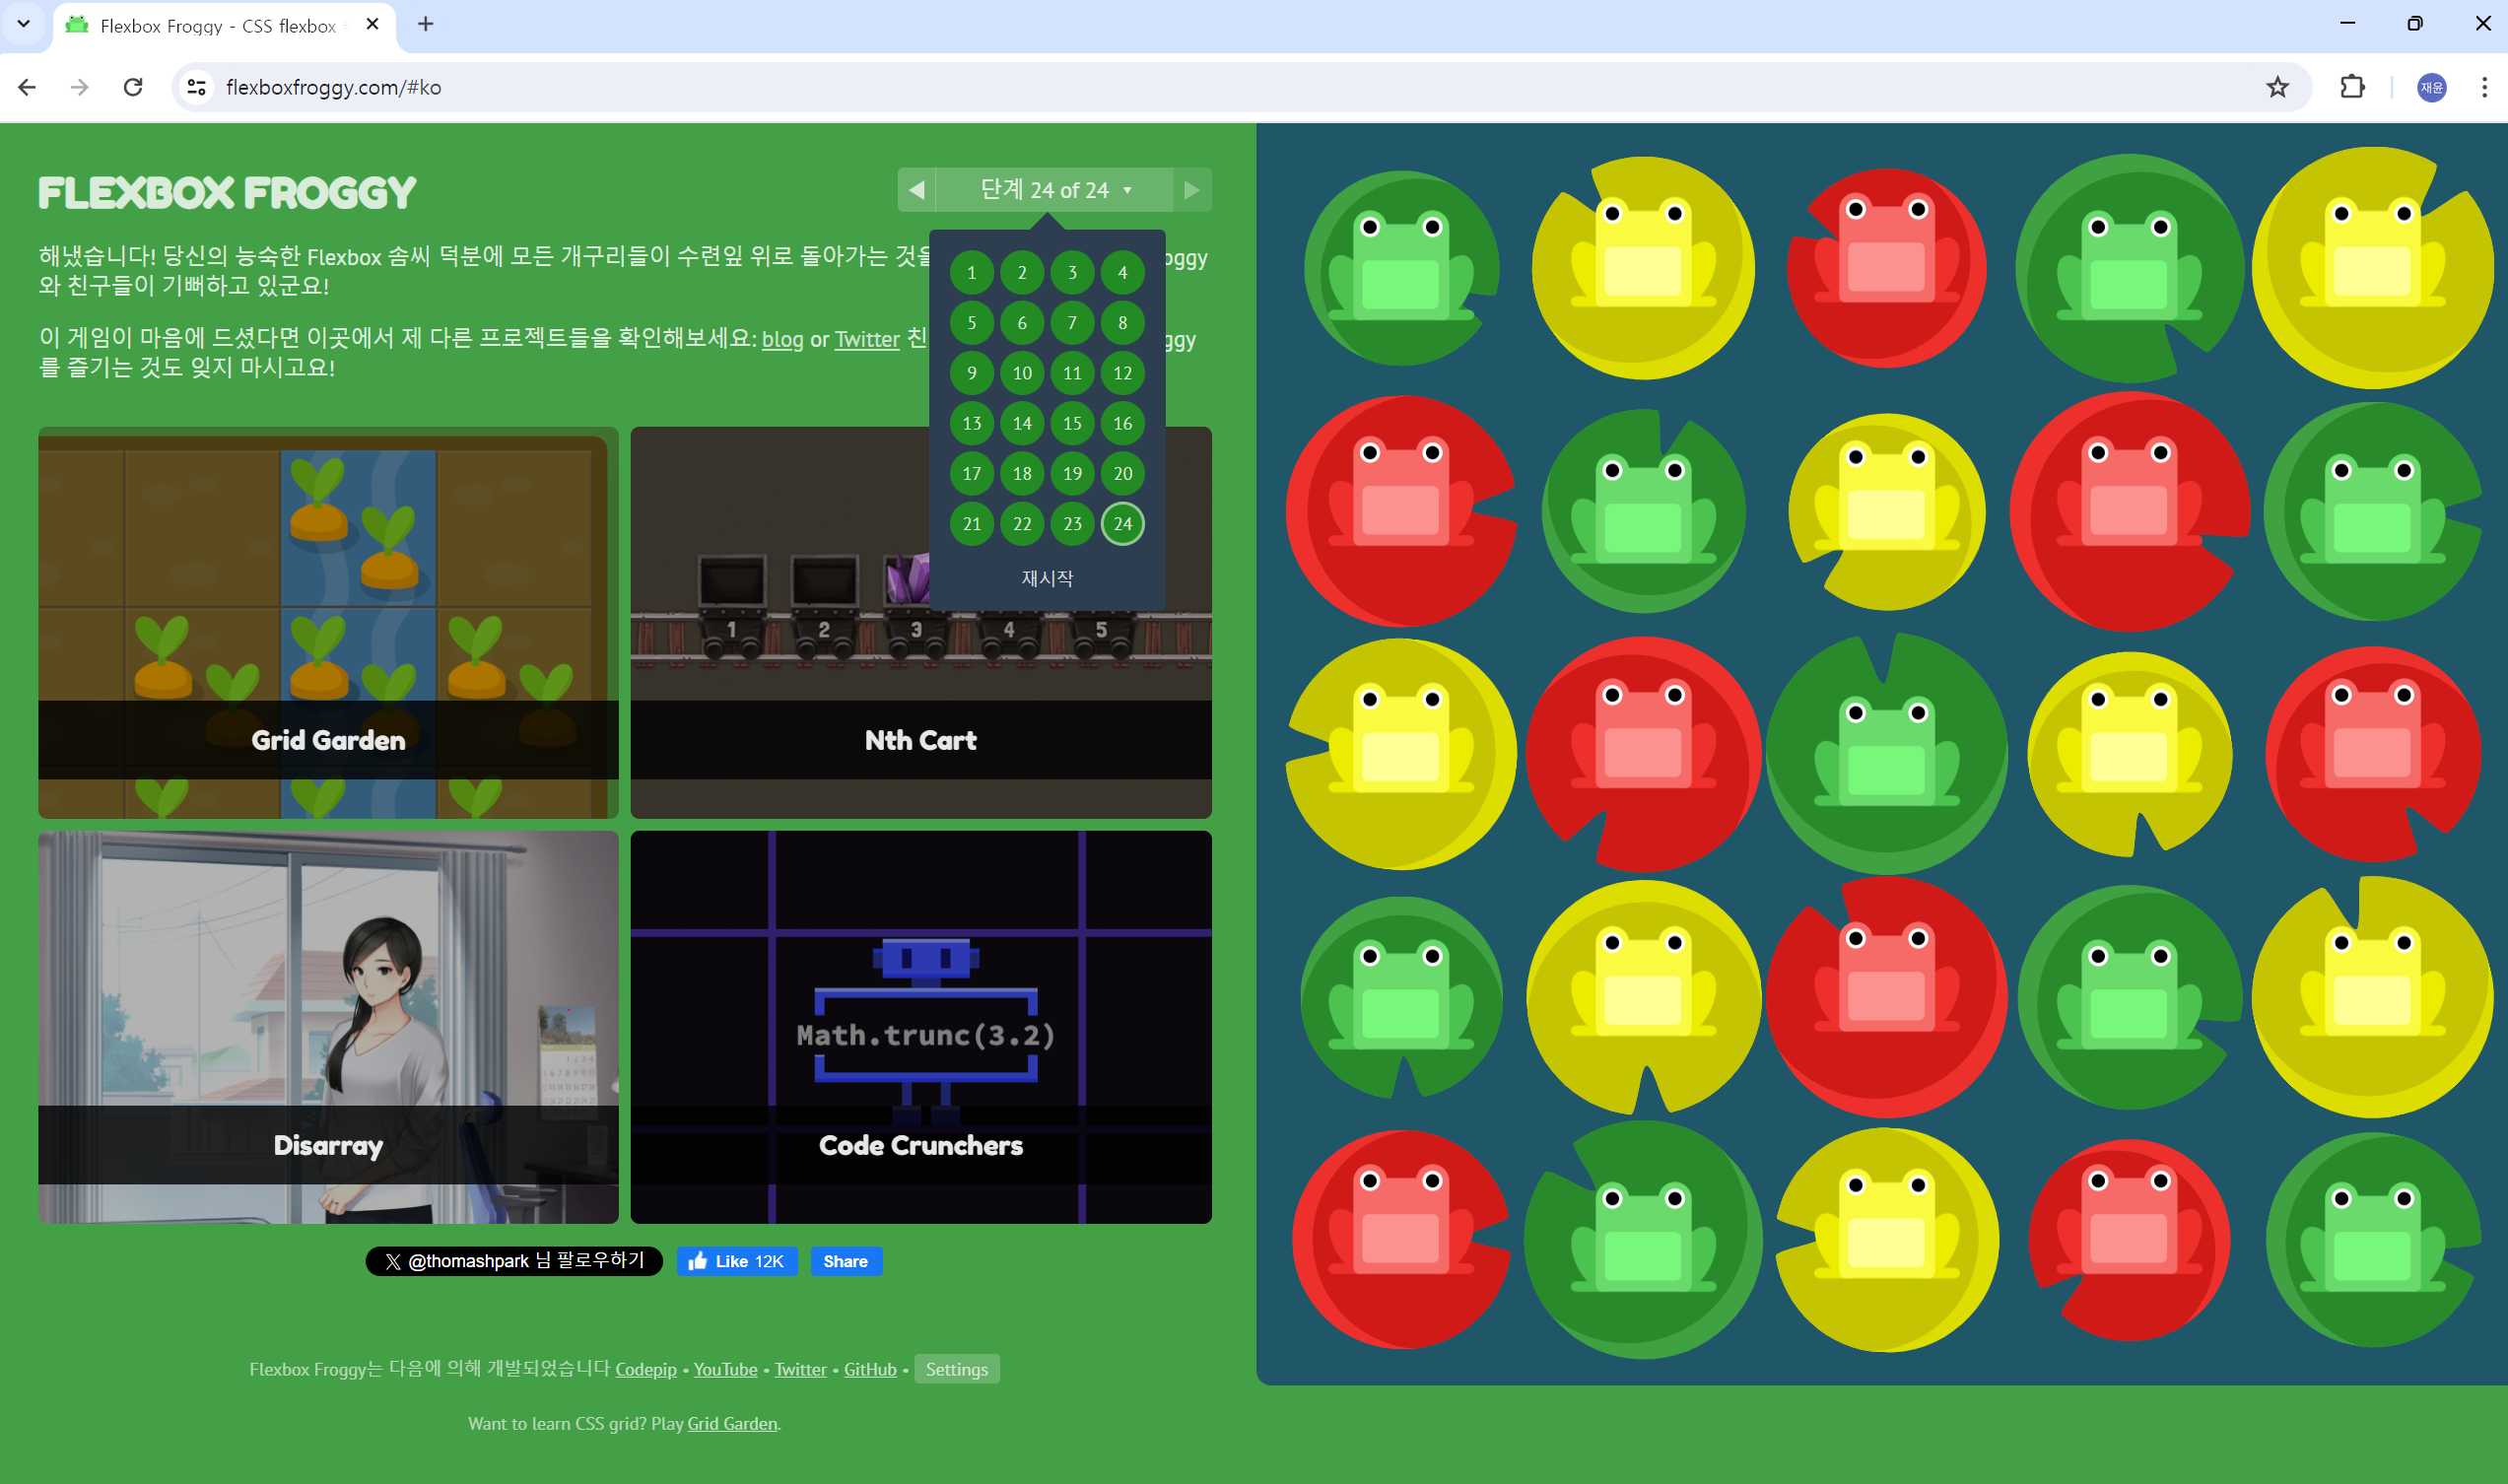 Flexbox Froggy - CSS flexbox
flexboxfroggy.com/#ko
재윤
FLEXBOX FROGGY
단계 24 of 24
해냈습니다! 당신의 능숙한 Flexbox 솜씨 덕분에 모든 개구리들이 수련잎 위로 돌아가는 것을
와 친구들이 기뻐하고 있군요!
이 게임이 마음에 드셨다면 이곳에서 제 다른 프로젝트들을 확인해보세요: blog or Twitter 친
를 즐기는 것도 잊지 마시고요!
1 2 3 4
5 6 7 8
9 10 11 12
13 14 15 16
17 18 19 20
21 22 23 24
재시작
1 2 3 4 5
Grid Garden
Nth Cart
Math.trunc(3.2)
Disarray
Code Crunchers
@thomashpark 님 팔로우하기
Like 12K
Share
Flexbox Froggy는 다음에 의해 개발되었습니다 Codepip • YouTube • Twitter • GitHub • Settings
Want to learn CSS grid? Play Grid Garden.